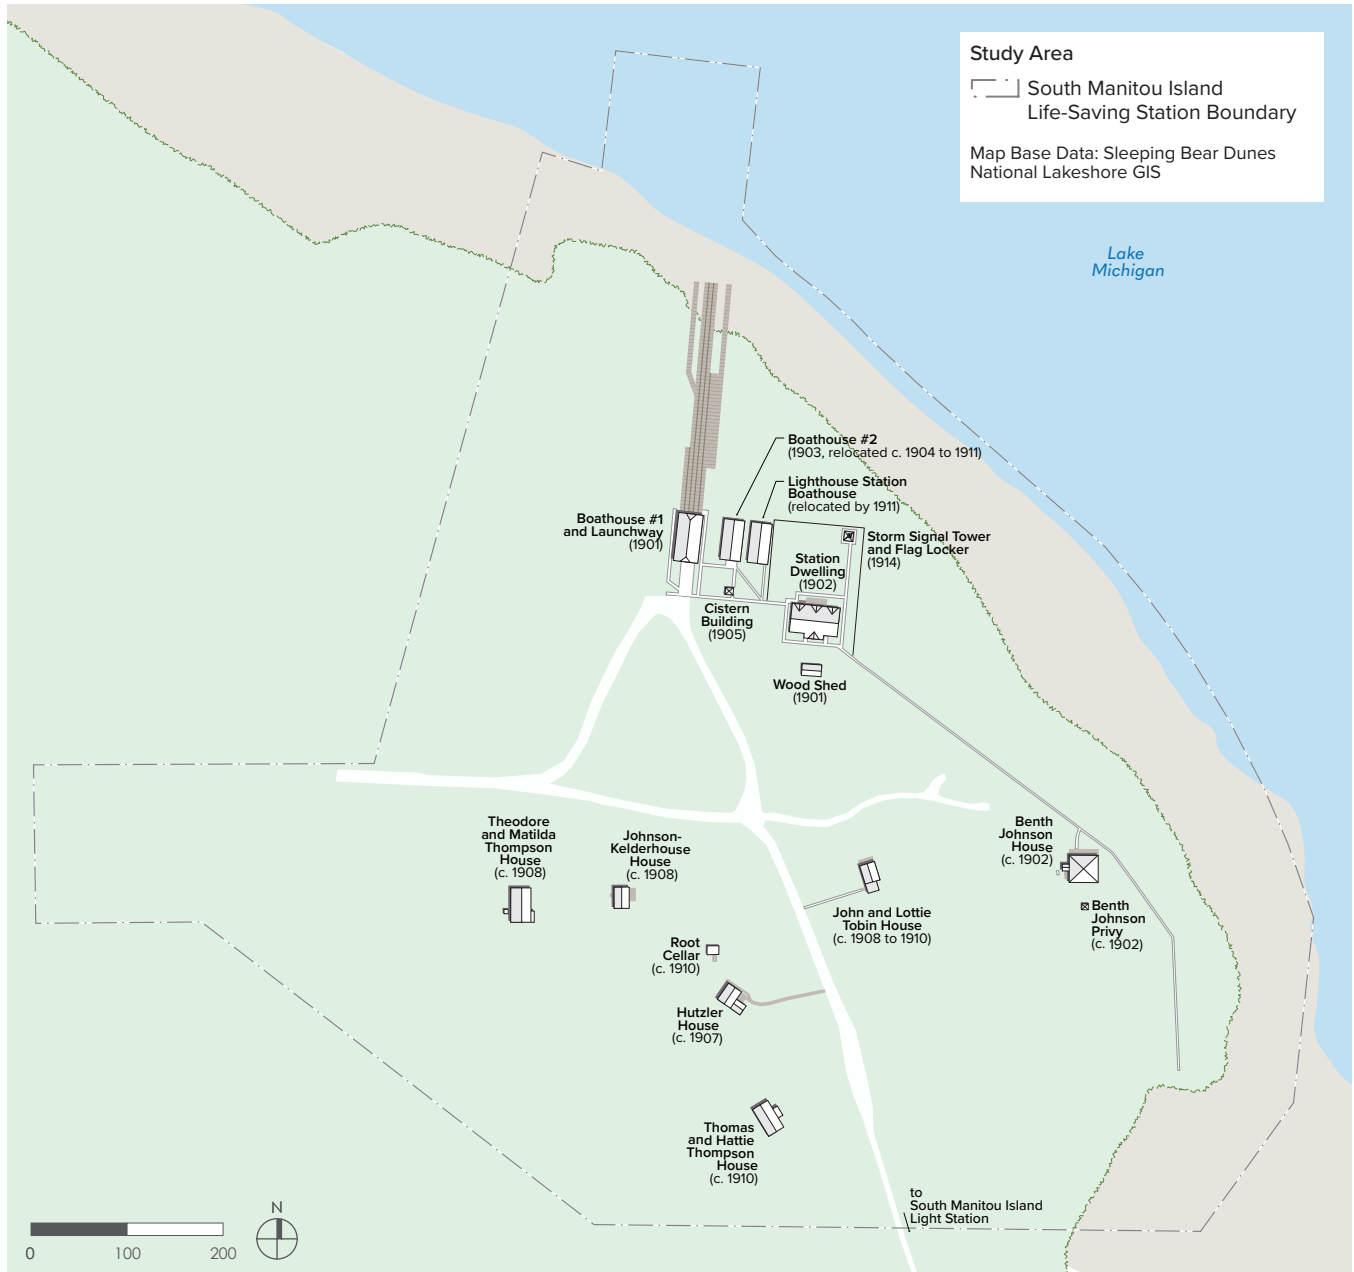 Study Area
South Manitou Island
Life-Saving Station Boundary
Map Base Data: Sleeping Bear Dunes
National Lakeshore GIS
Lake
Michigan
Boathouse #2
(1903, relocated c. 1904 to 1911)
Lighthouse Station
Boathouse
(relocated by 1911)
Boathouse #1
and Launchway
(1901)
Storm Signal Tower
and Flag Locker
(1914)
Station
Dwelling
(1902)
Cistern
Building
(1905)
Wood Shed
(1901)
Theodore
and Matilda
Thompson
House
(c. 1908)
Johnson-
Kelderhouse
House
(c. 1908)
Benth
Johnson
House
(c. 1902)
John and Lottie
Tobin House
(c. 1908 to 1910)
Benth
Johnson
Privy
(c. 1902)
Root
Cellar
(c. 1910)
Hutzler
House
(c. 1907)
Thomas
and Hattie
Thompson
House
(c. 1910)
to
South Manitou Island
Light Station
N
0 100 200